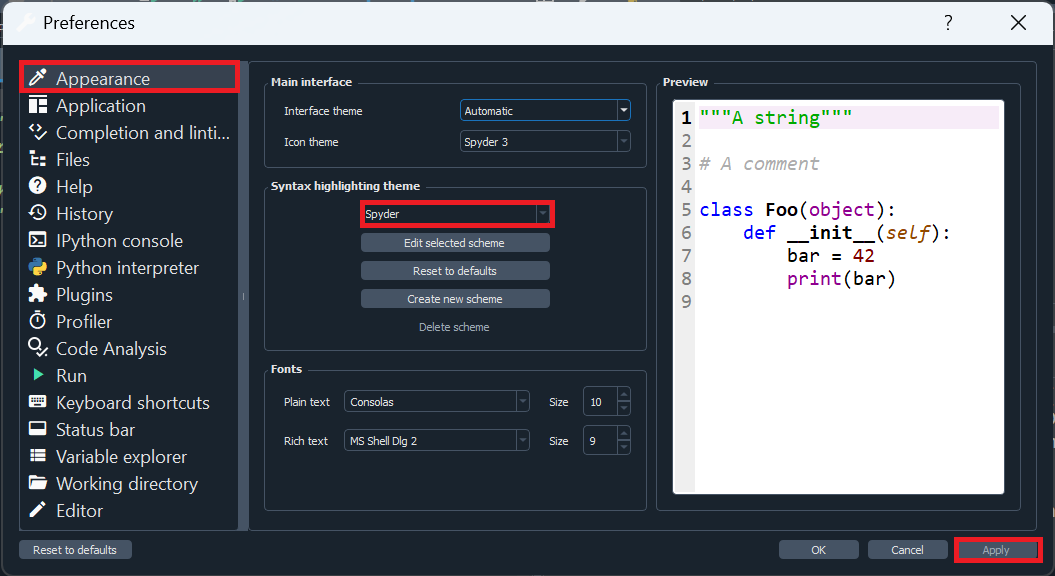 Preferences
?
Appearance
Application
Completion and linti...
Files
Help
History
IPython console
Python interpreter
Plugins
Profiler
Code Analysis
Run
Keyboard shortcuts
Status bar
Variable explorer
Working directory
Editor
Main interface
Interface theme Automatic
Icon theme Spyder 3
Syntax highlighting theme
Spyder
Edit selected scheme
Reset to defaults
Create new scheme
Delete scheme
Fonts
Plain text Consolas Size 10
Rich text MS Shell Dlg 2 Size 9
Preview
1 """A string"""
2
3 # A comment
4
5 class Foo(object):
6     def __init__(self):
7         bar = 42
8         print(bar)
9
Reset to defaults OK Cancel Apply